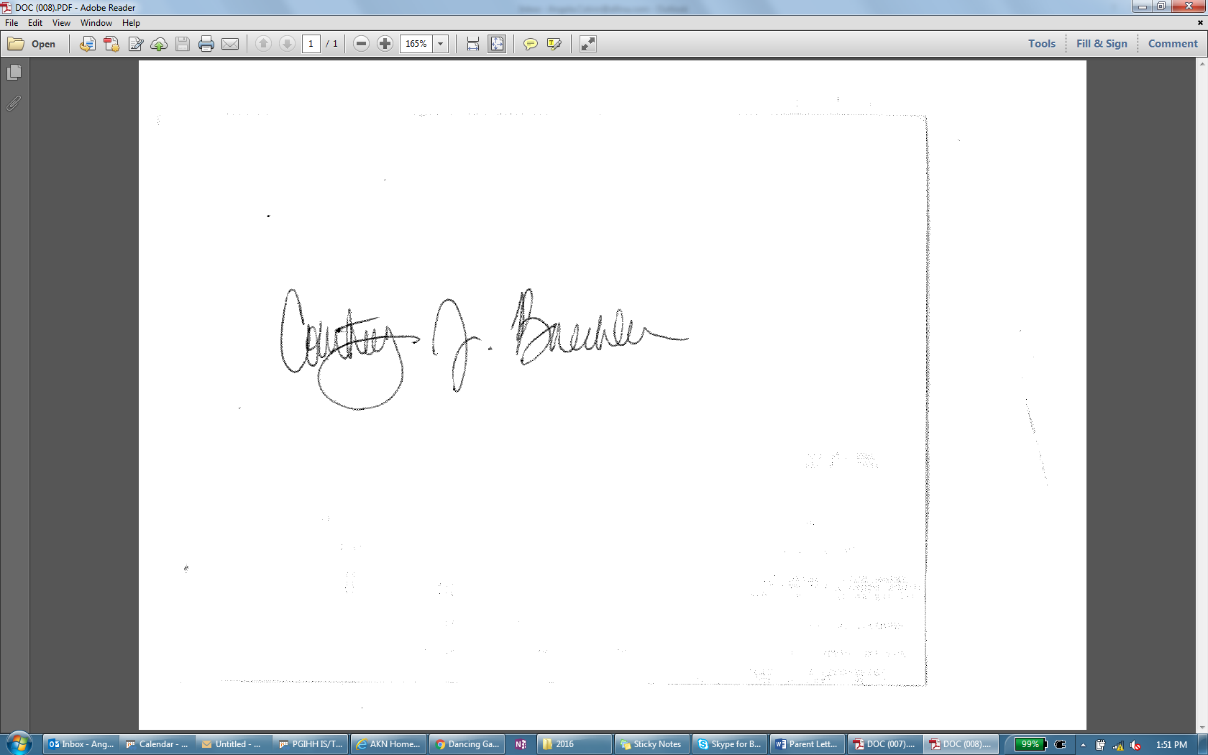 DOC (008).PDF - Adobe Reader
File Edit View Window Help
Open 1 / 1 165% Tools Fill & Sign Comment
Courtney J. Baechler
Inbox - Ang... Calendar - ... Untitled - ... PGIHH IS/T... AKN Home... Dancing Ga... 2016 Sticky Notes Skype for B... Parent Lett... DOC (007).... DOC (008).... 99% 1:51 PM